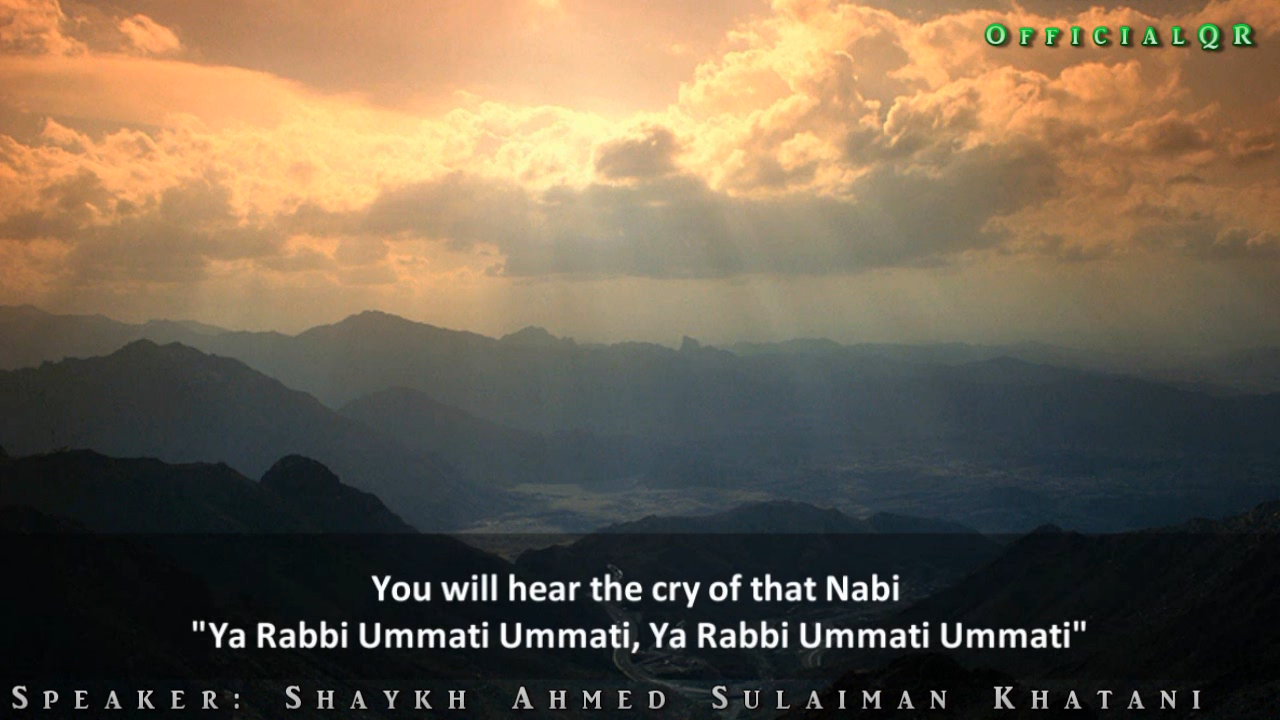 OfficialQR
You will hear the cry of that Nabi
"Ya Rabbi Ummati Ummati, Ya Rabbi Ummati Ummati"
Speaker: Shaykh Ahmed Sulaiman Khatani